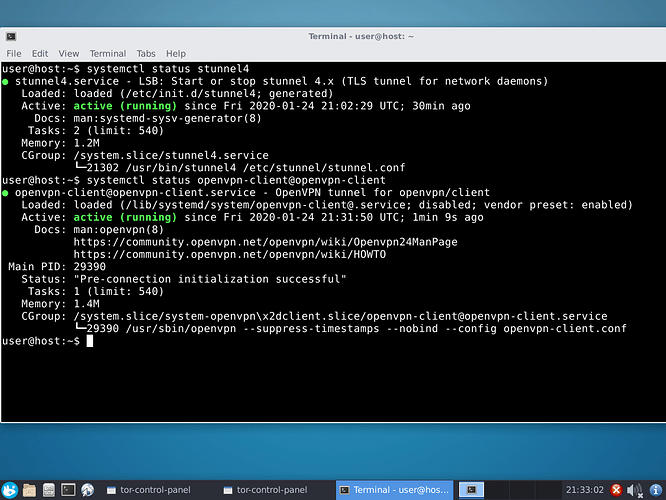 Terminal - user@host: ~
File Edit View Terminal Tabs Help
user@host:~$ systemctl status stunnel4
● stunnel4.service - LSB: Start or stop stunnel 4.x (TLS tunnel for network daemons)
Loaded: loaded (/etc/init.d/stunnel4; generated)
Active: active (running) since Fri 2020-01-24 21:02:29 UTC; 30min ago
Docs: man:systemd-sysv-generator(8)
Tasks: 2 (limit: 540)
Memory: 1.2M
CGroup: /system.slice/stunnel4.service
└─21302 /usr/bin/stunnel4 /etc/stunnel/stunnel.conf
user@host:~$ systemctl status openvpn-client@openvpn-client
● openvpn-client@openvpn-client.service - OpenVPN tunnel for openvpn/client
Loaded: loaded (/lib/systemd/system/openvpn-client@.service; disabled; vendor preset: enabled)
Active: active (running) since Fri 2020-01-24 21:31:50 UTC; 1min 9s ago
Docs: man:openvpn(8)
https://community.openvpn.net/openvpn/wiki/Openvpn24ManPage
https://community.openvpn.net/openvpn/wiki/HOWTO
Main PID: 29390
Status: "Pre-connection initialization successful"
Tasks: 1 (limit: 540)
Memory: 1.4M
CGroup: /system.slice/system-openvpn\x2dclient.slice/openvpn-client@openvpn-client.service
└─29390 /usr/sbin/openvpn --suppress-timestamps --nobind --config openvpn-client.conf
user@host:~$
tor-control-panel tor-control-panel Terminal - user@hos... 21:33:02